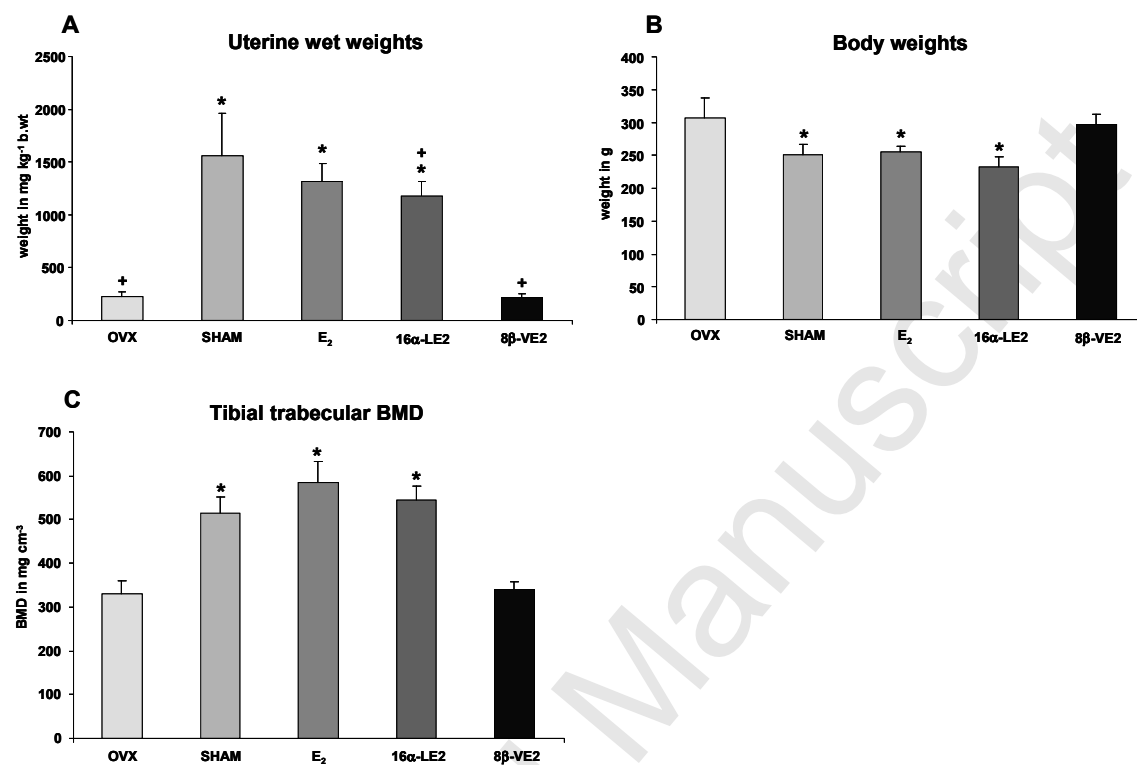 A
Uterine wet weights
weight in mg kg⁻¹ b.wt
2500
2000
1500
1000
500
0
+
*
*
+
*
+
OVX
SHAM
E₂
16α-LE2
8β-VE2
B
Body weights
weight in g
400
350
300
250
200
150
100
50
0
*
*
*
OVX
SHAM
E₂
16α-LE2
8β-VE2
C
Tibial trabecular BMD
BMD in mg cm⁻³
700
600
500
400
300
200
100
0
*
*
*
OVX
SHAM
E₂
16α-LE2
8β-VE2
Manuscript